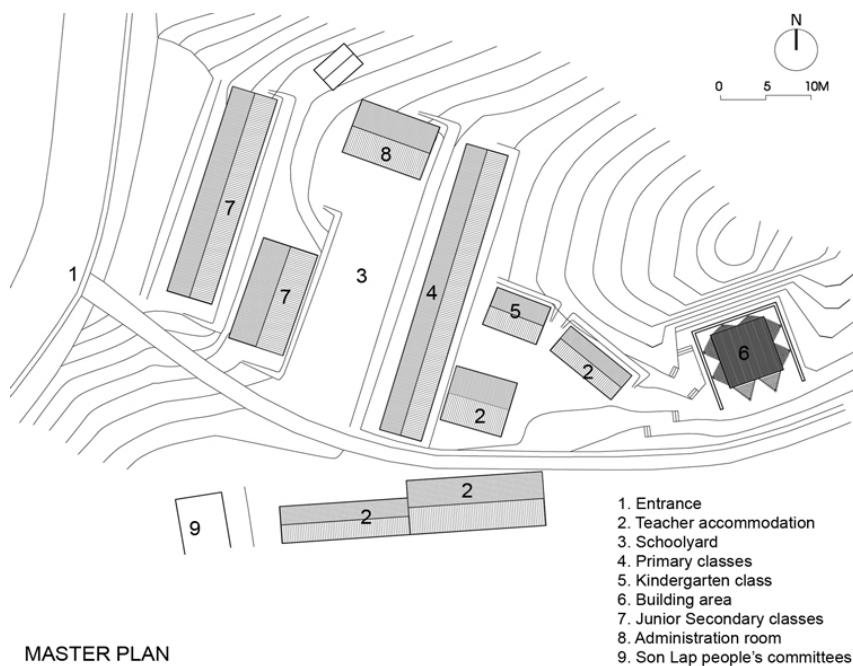 N
0 5 10M
8
7
7
1
3
4
5
6
2
2
2
2
9
1. Entrance
2. Teacher accommodation
3. Schoolyard
4. Primary classes
5. Kindergarten class
6. Building area
7. Junior Secondary classes
8. Administration room
9. Son Lap people's committees
MASTER PLAN